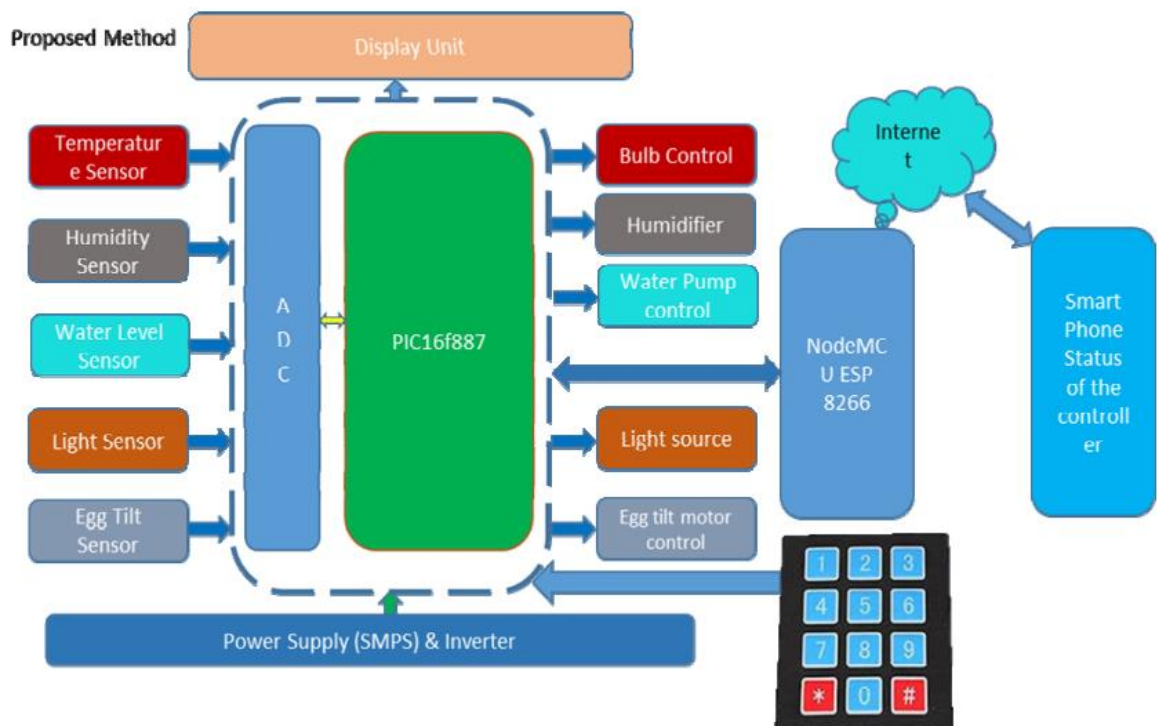 Proposed Method
Display Unit
Temperatur
e Sensor
Humidity
Sensor
Water Level
Sensor
Light Sensor
Egg Tilt
Sensor
A
D
C
PIC16f887
Bulb Control
Humidifier
Water Pump
control
Light source
Egg tilt motor
control
NodeMC
U ESP
8266
Interne
t
Smart
Phone
Status
of the
controll
er
Power Supply (SMPS) & Inverter
1 2 3
4 5 6
7 8 9
* 0 #